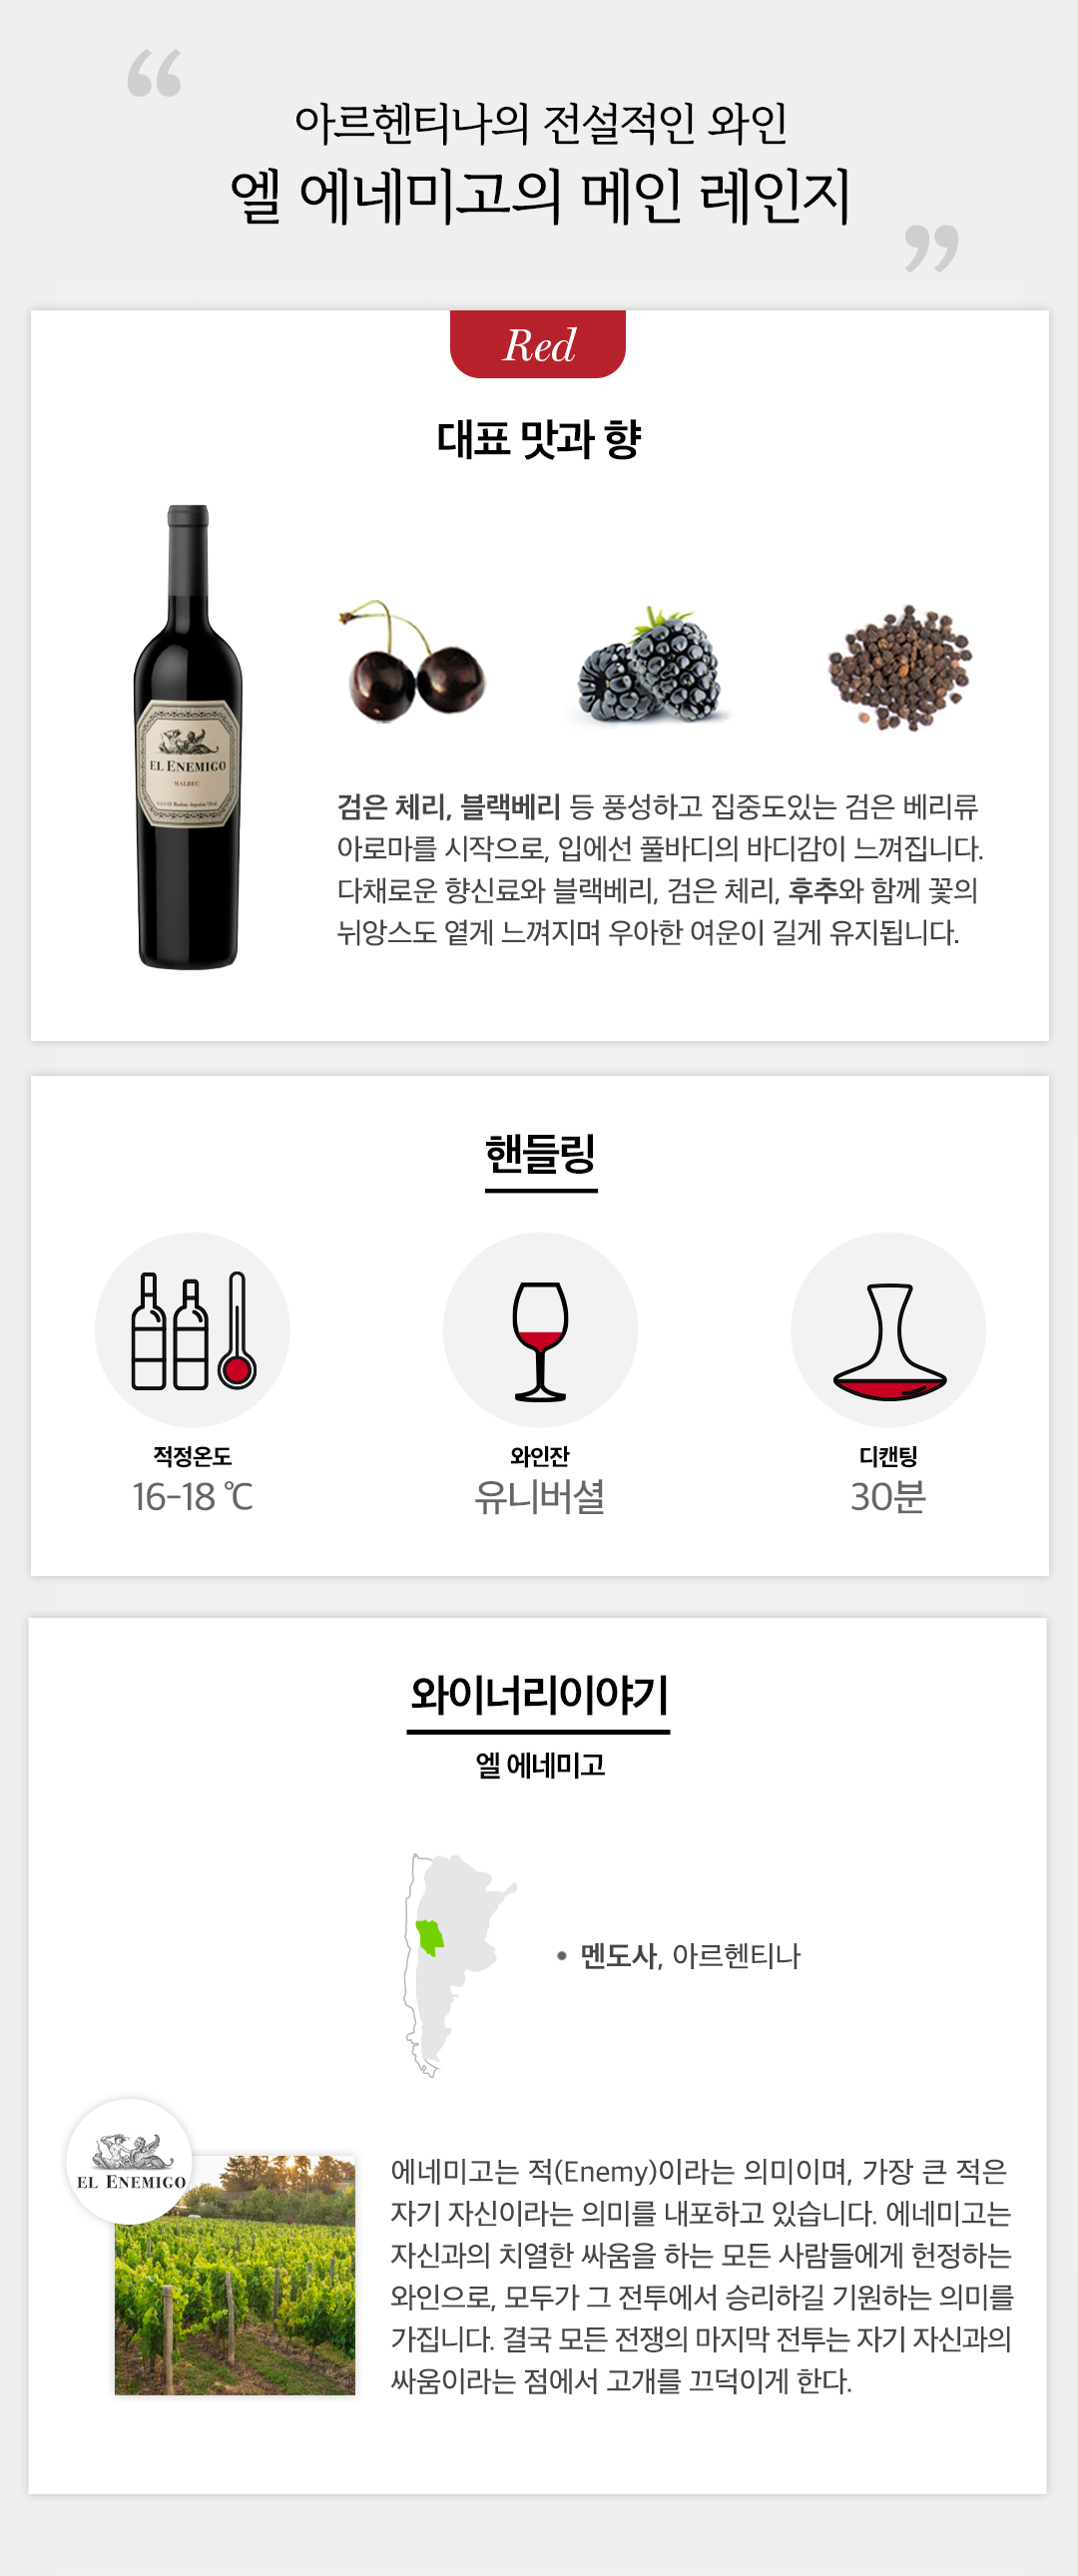 “
아르헨티나의 전설적인 와인
엘 에네미고의 메인 레인지
”
Red
대표 맛과 향
EL ENEMIGO
MALBEC
검은 체리, 블랙베리 등 풍성하고 집중도있는 검은 베리류
아로마를 시작으로, 입에선 풀바디의 바디감이 느껴집니다.
다채로운 향신료와 블랙베리, 검은 체리, 후추와 함께 꽃의
뉘앙스도 옅게 느껴지며 우아한 여운이 길게 유지됩니다.
핸들링
적정온도
16-18 ℃
와인잔
유니버셜
디캔팅
30분
와이너리이야기
엘 에네미고
• 멘도사, 아르헨티나
EL ENEMIGO
에네미고는 적(Enemy)이라는 의미이며, 가장 큰 적은
자기 자신이라는 의미를 내포하고 있습니다. 에네미고는
자신과의 치열한 싸움을 하는 모든 사람들에게 헌정하는
와인으로, 모두가 그 전투에서 승리하길 기원하는 의미를
가집니다. 결국 모든 전쟁의 마지막 전투는 자기 자신과의
싸움이라는 점에서 고개를 끄덕이게 한다.